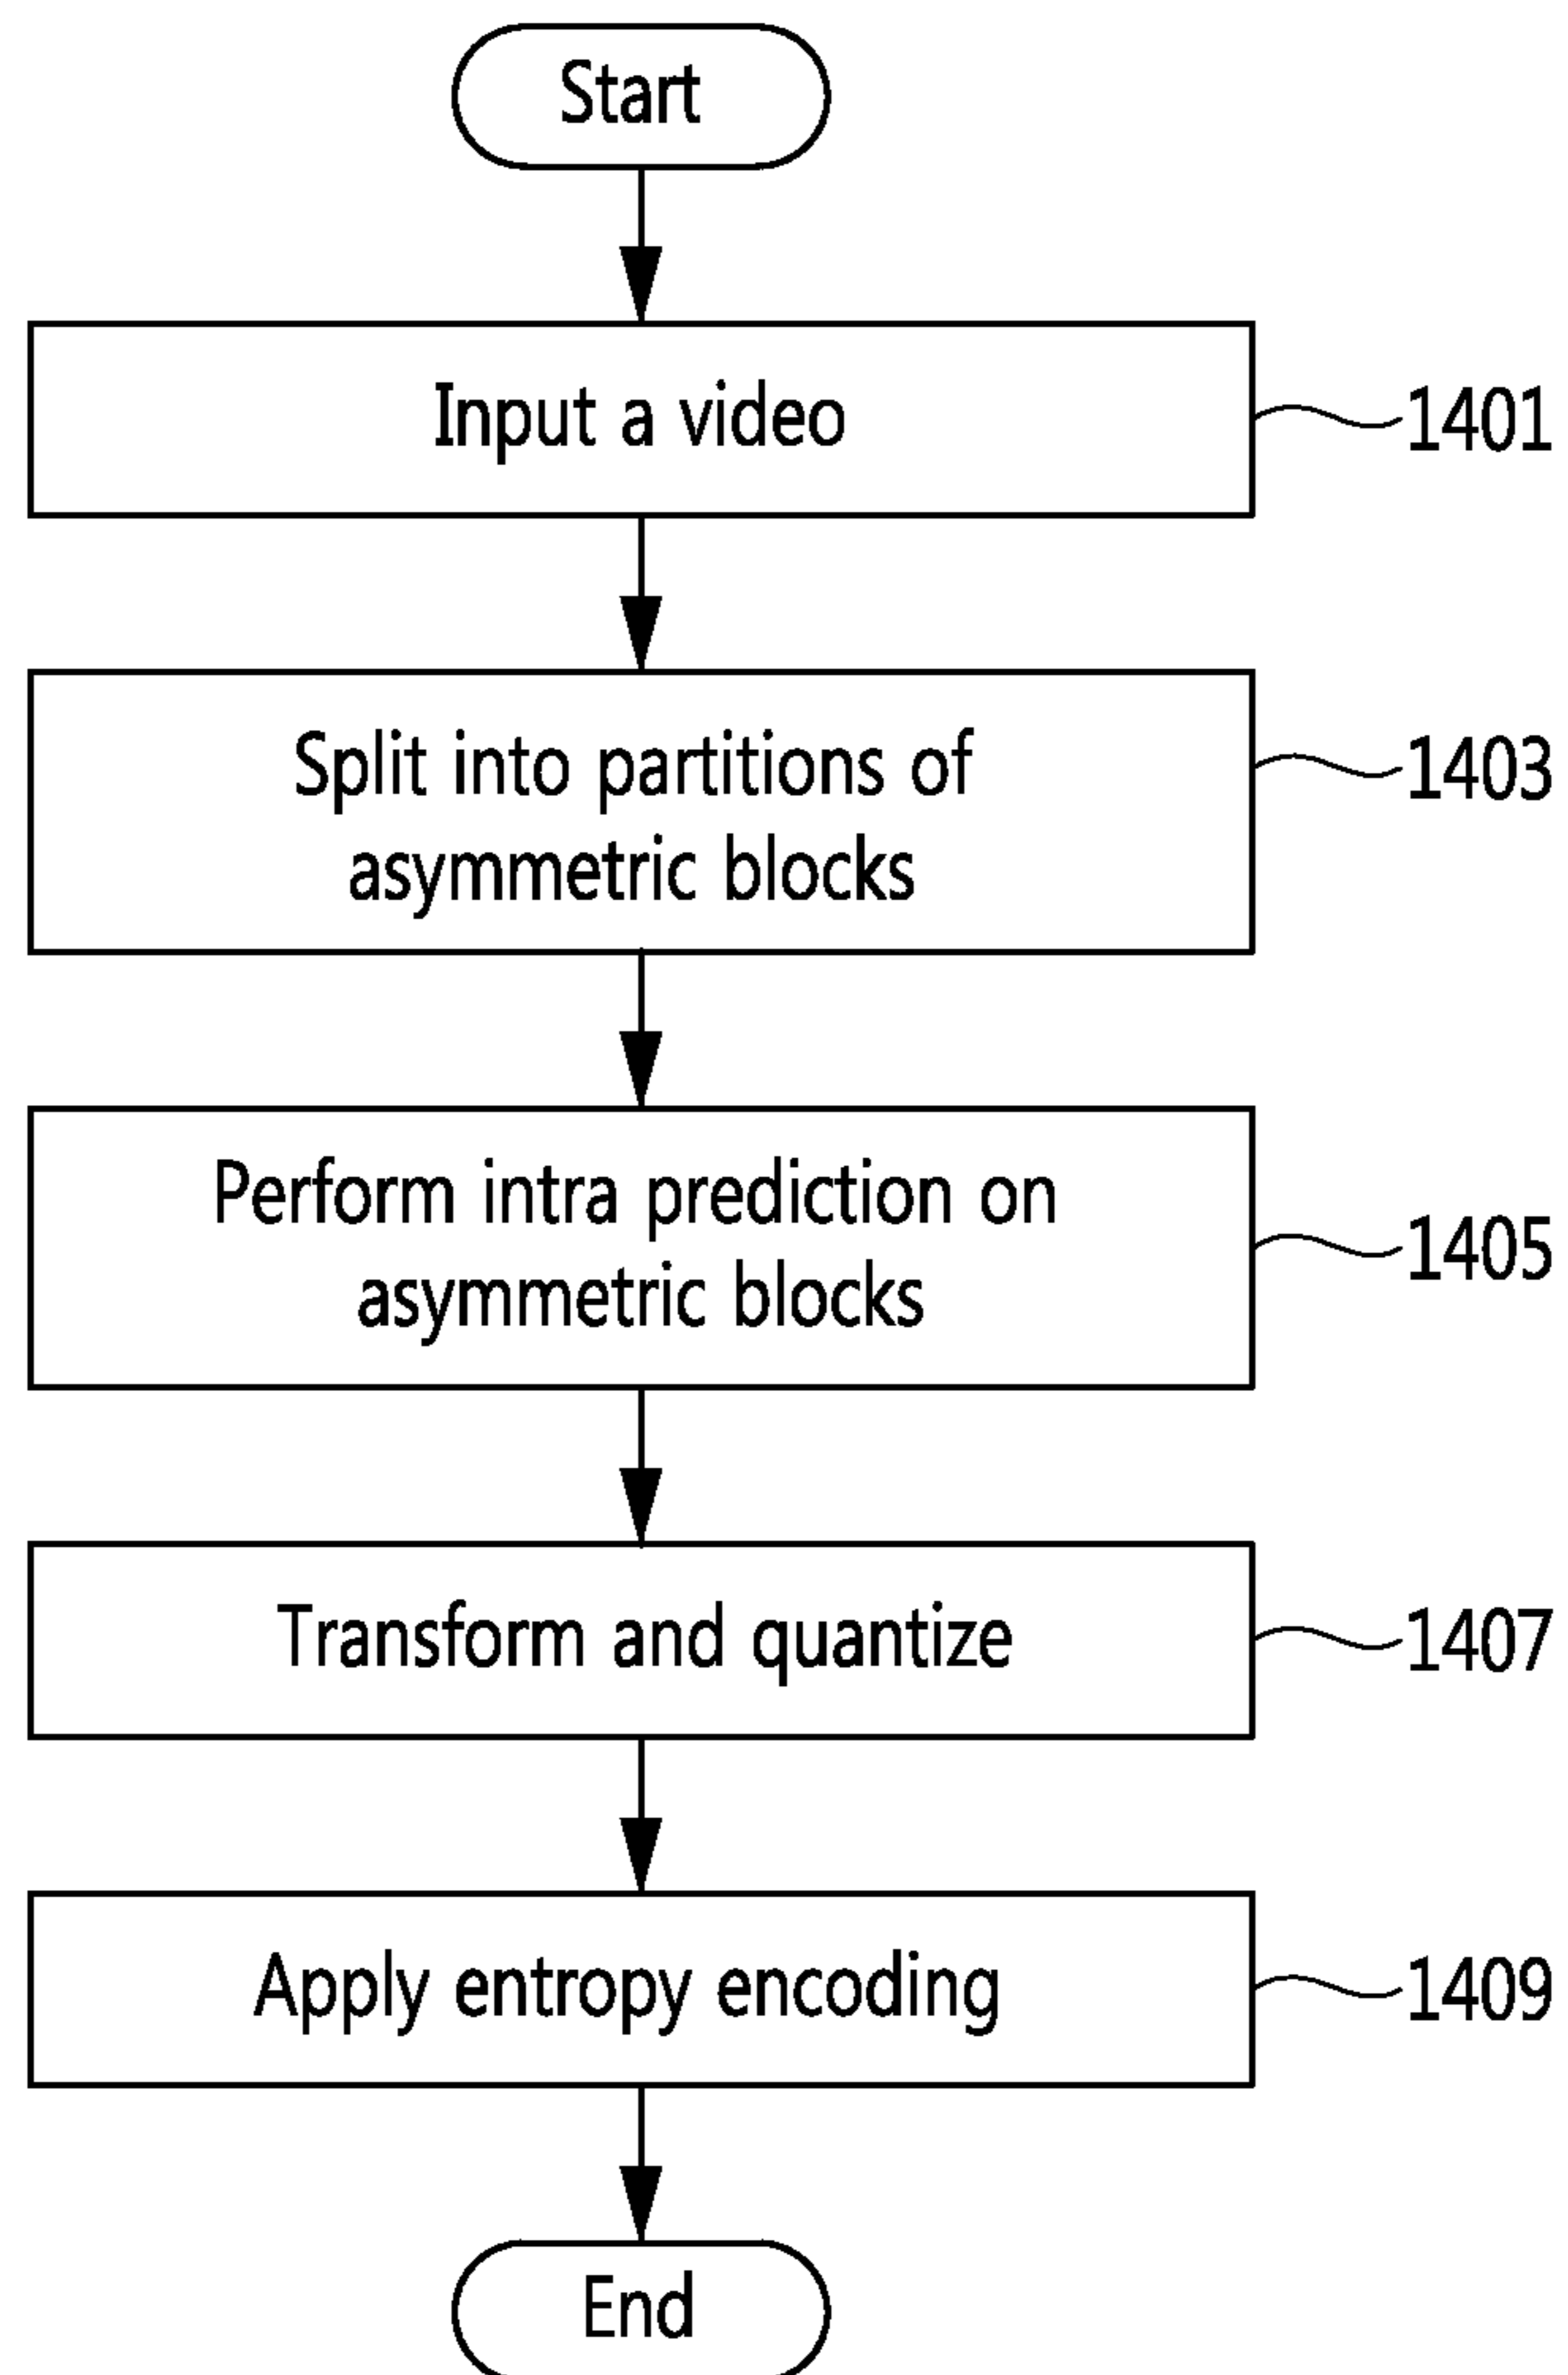 Start
Input a video
1401
Split into partitions of
asymmetric blocks
1403
Perform intra prediction on
asymmetric blocks
1405
Transform and quantize
1407
Apply entropy encoding
1409
End